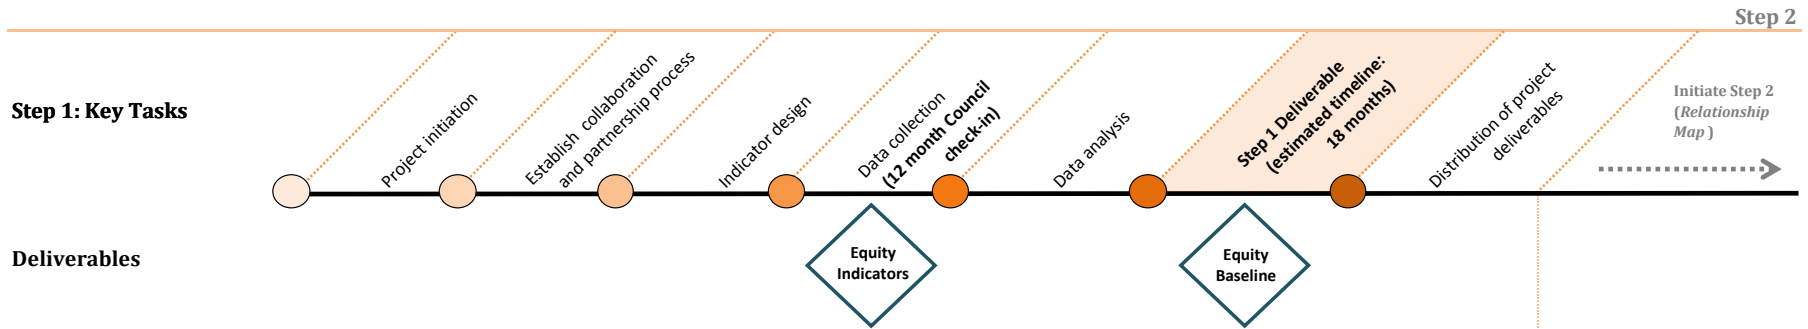 Step 2
Step 1: Key Tasks
Project initiation
Establish collaboration
and partnership process
Indicator design
Data collection
(12 month Council
check-in)
Data analysis
Step 1 Deliverable
(estimated timeline:
18 months)
Distribution of project
deliverables
Initiate Step 2
(Relationship
Map )
Deliverables
Equity
Indicators
Equity
Baseline